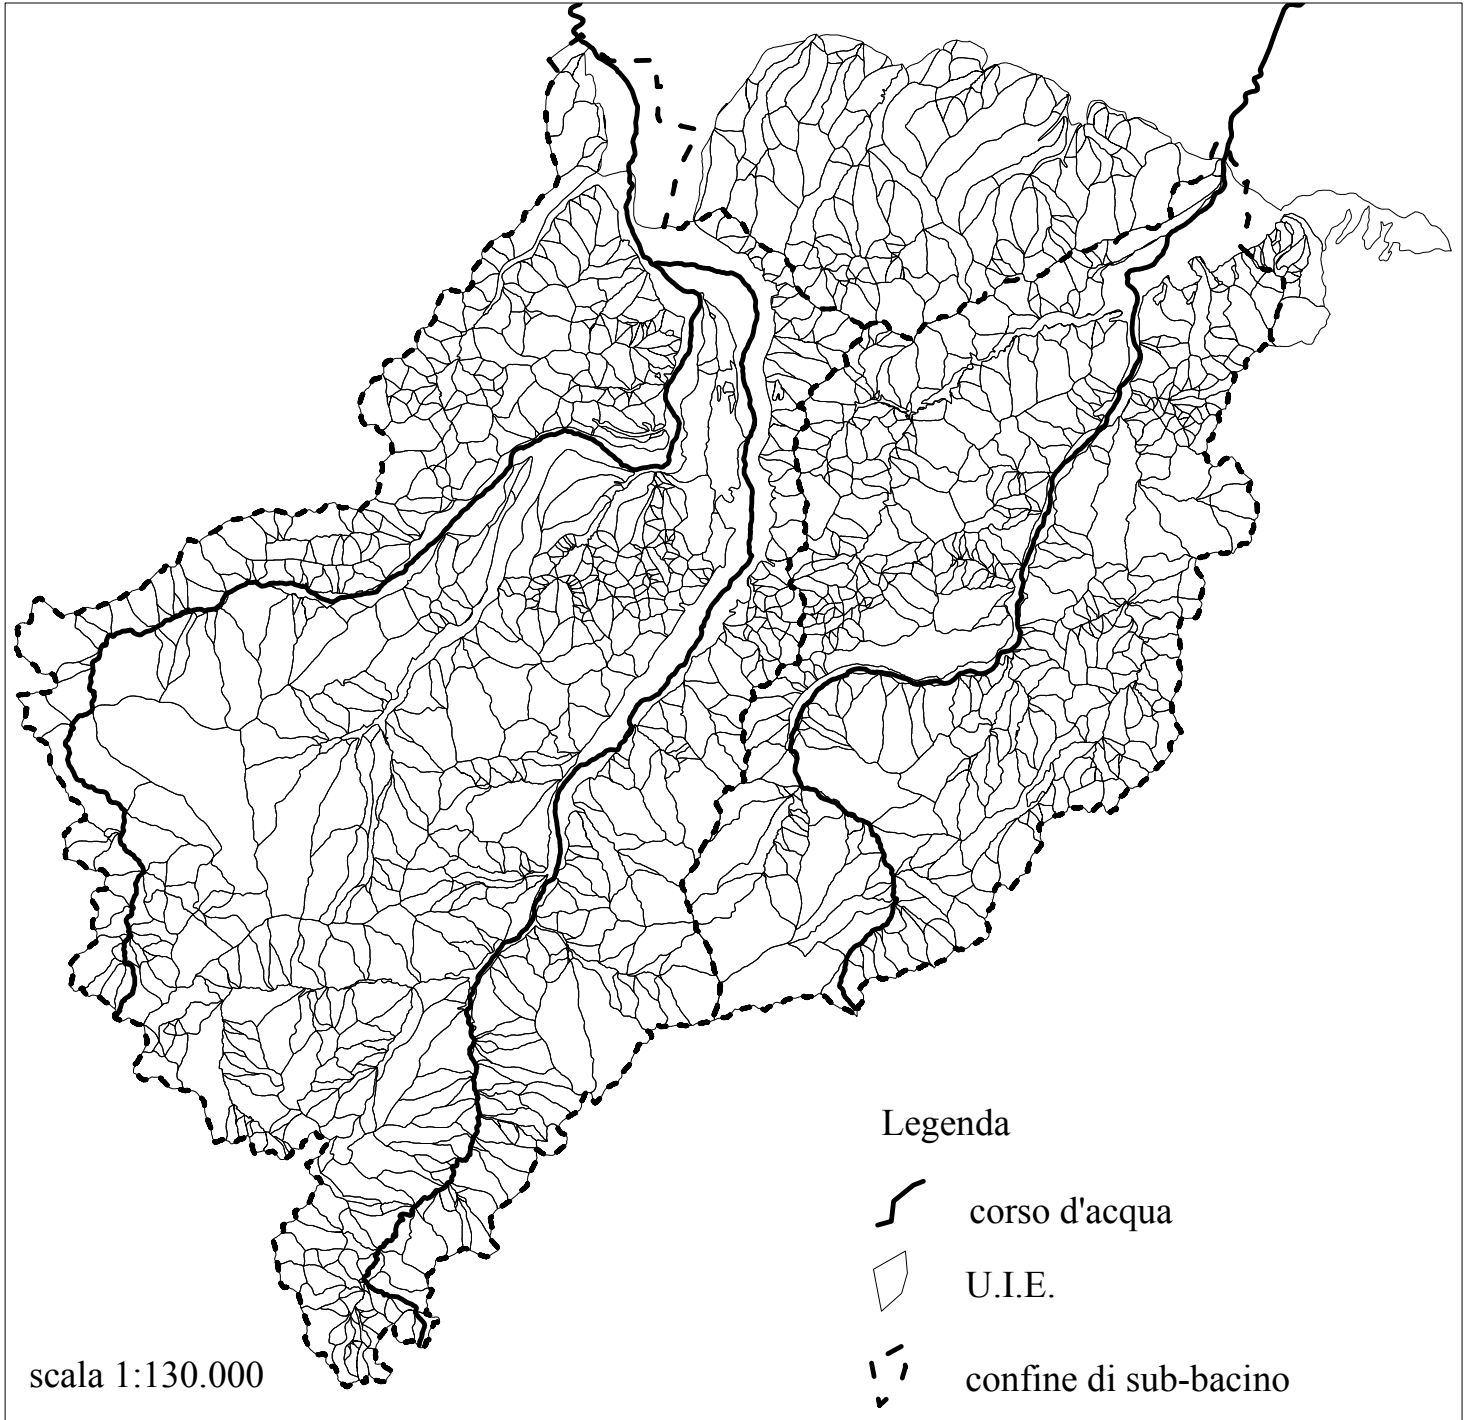 Legenda
corso d'acqua
U.I.E.
confine di sub-bacino
scala 1:130.000